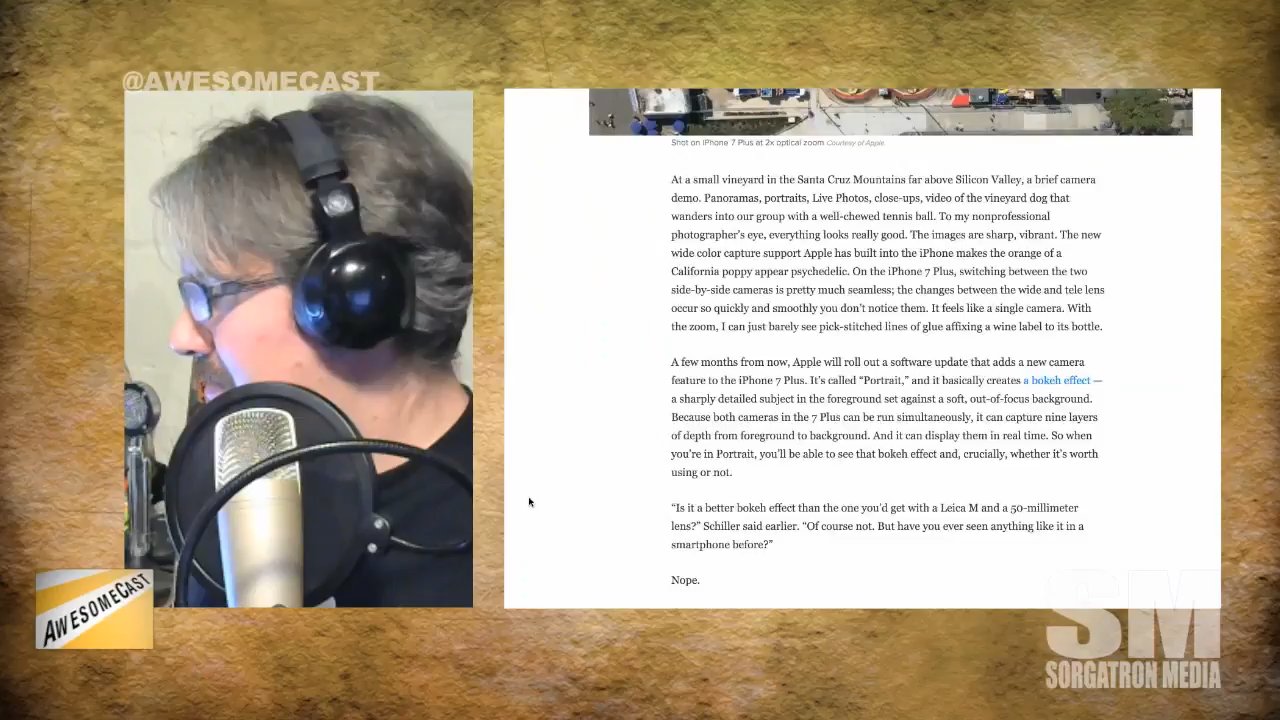 @AWESOMECAST
Shot on iPhone 7 Plus at 2x optical zoom Courtesy of Apple
At a small vineyard in the Santa Cruz Mountains far above Silicon Valley, a brief camera
demo. Panoramas, portraits, Live Photos, close-ups, video of the vineyard dog that
wanders into our group with a well-chewed tennis ball. To my nonprofessional
photographer's eye, everything looks really good. The images are sharp, vibrant. The new
wide color capture support Apple has built into the iPhone makes the orange of a
California poppy appear psychedelic. On the iPhone 7 Plus, switching between the two
side-by-side cameras is pretty much seamless; the changes between the wide and tele lens
occur so quickly and smoothly you don't notice them. It feels like a single camera. With
the zoom, I can just barely see pick-stitched lines of glue affixing a wine label to its bottle.
A few months from now, Apple will roll out a software update that adds a new camera
feature to the iPhone 7 Plus. It's called “Portrait,” and it basically creates a bokeh effect —
a sharply detailed subject in the foreground set against a soft, out-of-focus background.
Because both cameras in the 7 Plus can be run simultaneously, it can capture nine layers
of depth from foreground to background. And it can display them in real time. So when
you're in Portrait, you'll be able to see that bokeh effect and, crucially, whether it's worth
using or not.
“Is it a better bokeh effect than the one you'd get with a Leica M and a 50-millimeter
lens?” Schiller said earlier. “Of course not. But have you ever seen anything like it in a
smartphone before?”
Nope.
AWESOMECAST
SM
SORGATRON MEDIA